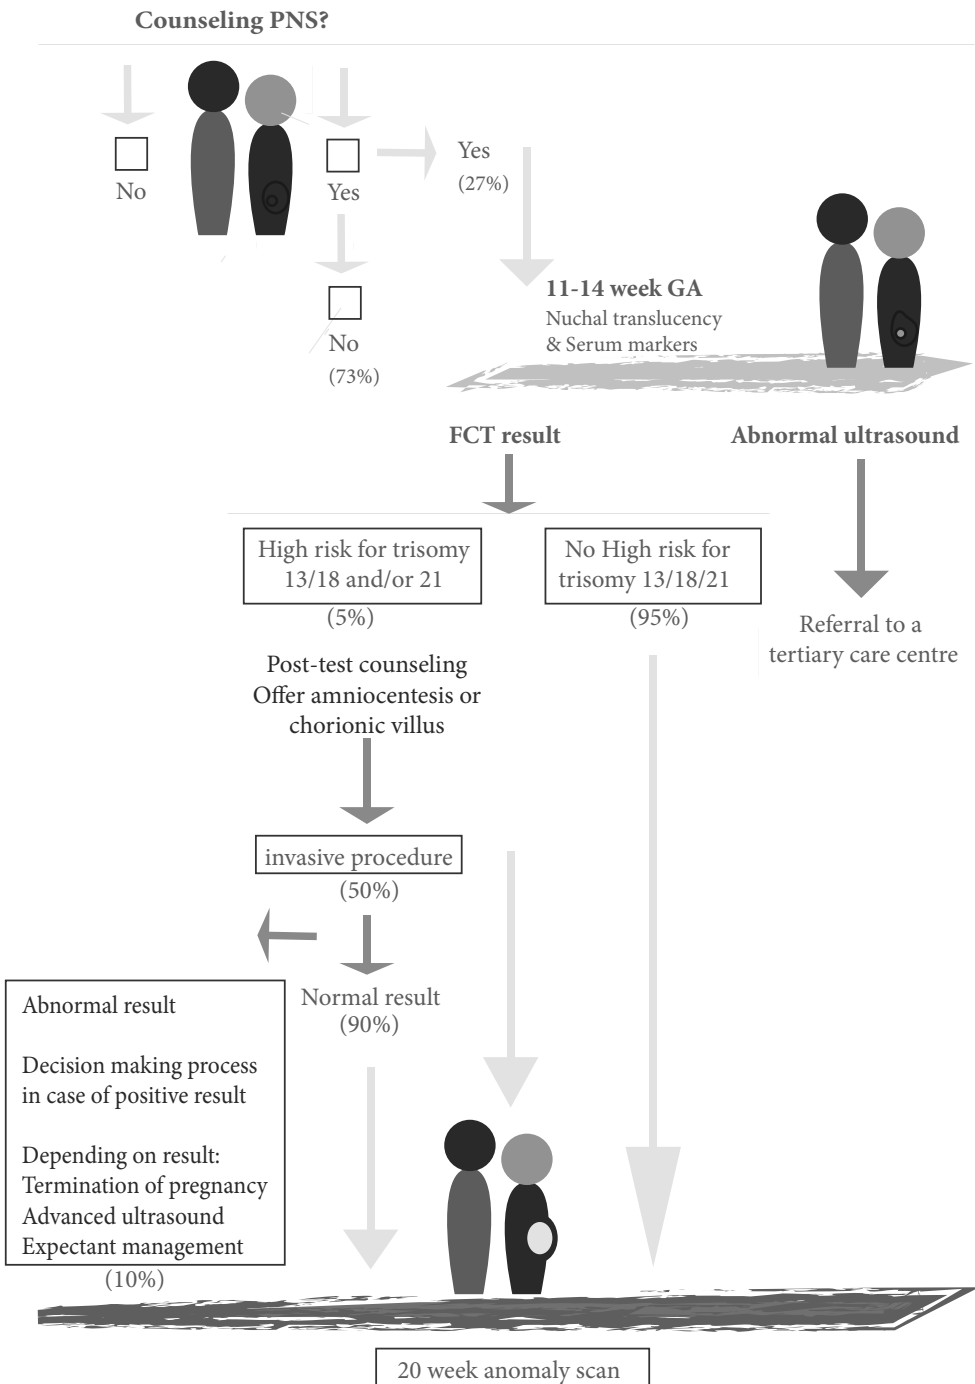 Counseling PNS?
No
Yes
Yes
(27%)
No
(73%)
11-14 week GA
Nuchal translucency
& Serum markers
FCT result
Abnormal ultrasound
High risk for trisomy
13/18 and/or 21
(5%)
No High risk for
trisomy 13/18/21
(95%)
Referral to a
tertiary care centre
Post-test counseling
Offer amniocentesis or
chorionic villus
invasive procedure
(50%)
Normal result
(90%)
Abnormal result
Decision making process
in case of positive result
Depending on result:
Termination of pregnancy
Advanced ultrasound
Expectant management
(10%)
20 week anomaly scan